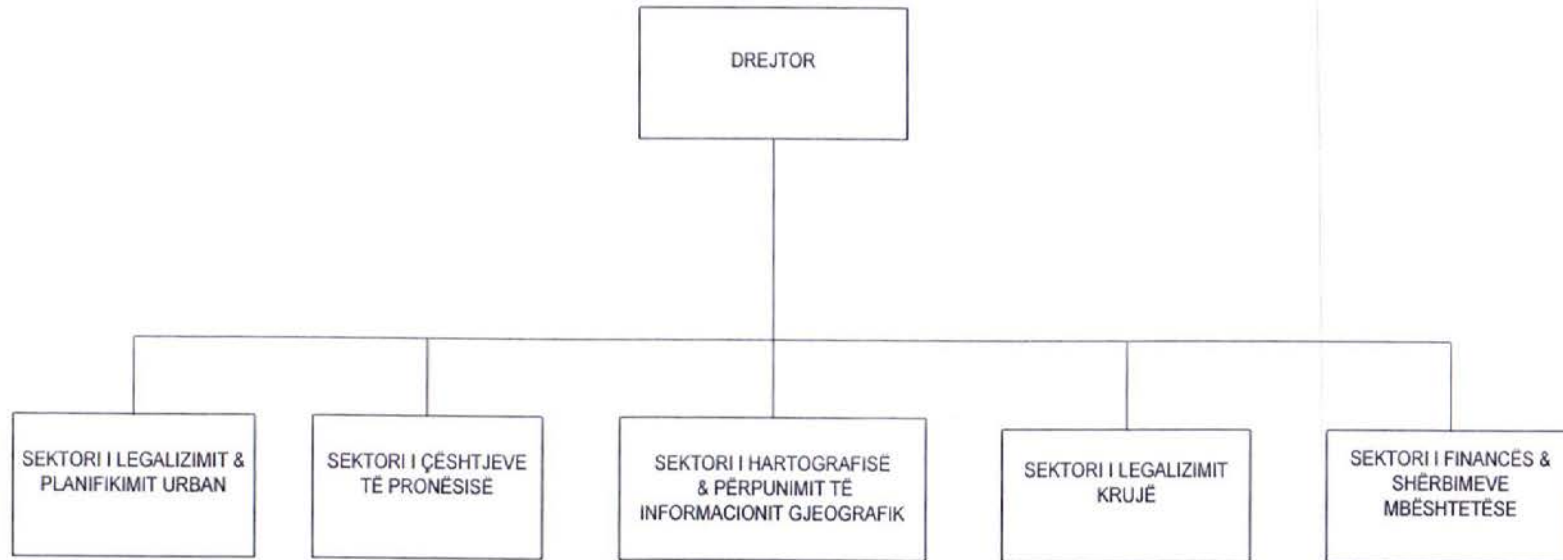 DREJTOR
SEKTORI I LEGALIZIMIT &
PLANIFIKIMIT URBAN
SEKTORI I ÇËSHTJEVE
TË PRONËSISË
SEKTORI I HARTOGRAFISË
& PËRPUNIMIT TË
INFORMACIONIT GJEOGRAFIK
SEKTORI I LEGALIZIMIT
KRUJË
SEKTORI I FINANCËS &
SHËRBIMEVE
MBËSHTETËSE